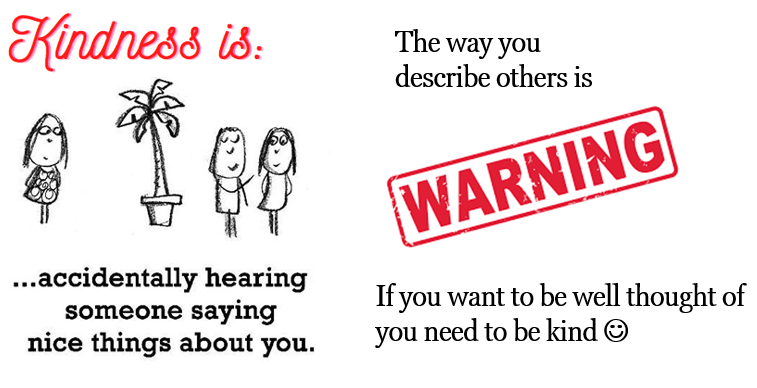 Kindness is:
...accidentally hearing
someone saying
nice things about you.
The way you
describe others is
WARNING
If you want to be well thought of
you need to be kind ☺